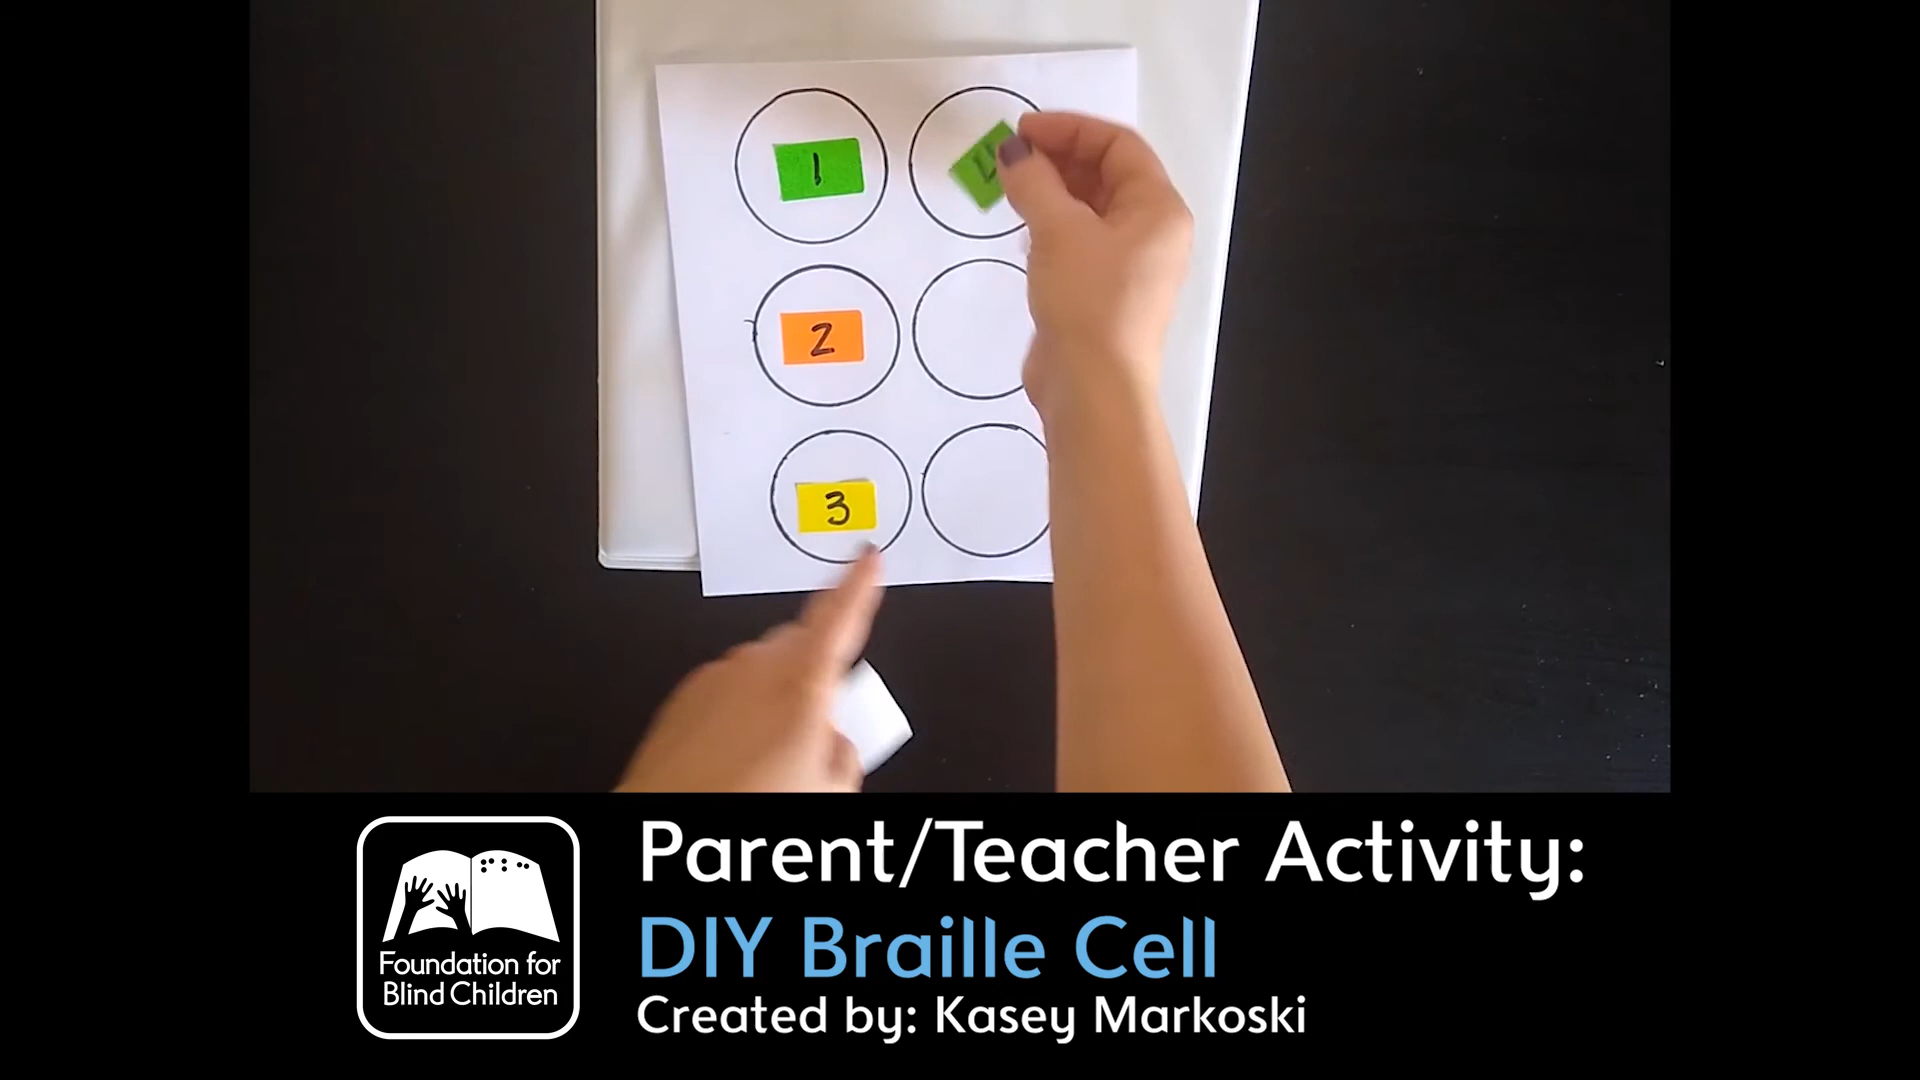 1
2
3
Foundation for
Blind Children
Parent/Teacher Activity:
DIY Braille Cell
Created by: Kasey Markoski